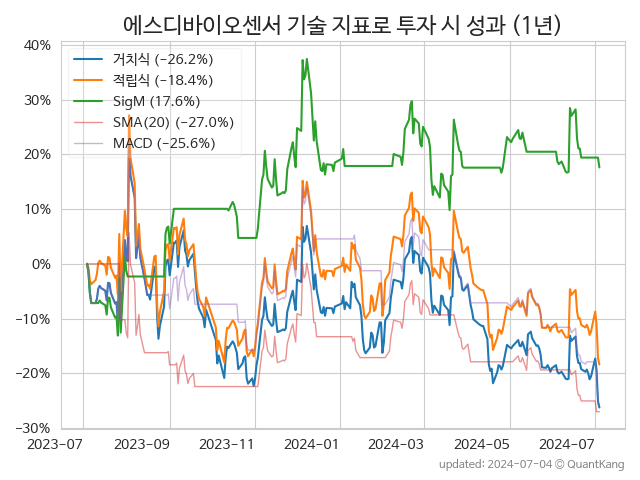 에스디바이오센서 기술 지표로 투자 시 성과 (1년)
40%
30%
20%
10%
0%
−10%
−20%
−30%
거치식 (−26.2%)
적립식 (−18.4%)
SigM (17.6%)
SMA(20) (−27.0%)
MACD (−25.6%)
2023-07 2023-09 2023-11 2024-01 2024-03 2024-05 2024-07
updated: 2024-07-04 © QuantKang